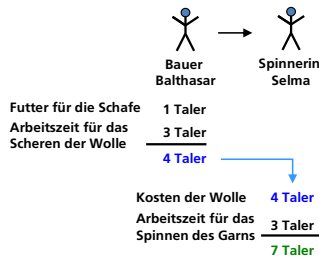 Bauer
Balthasar
Spinnerin
Selma
Futter für die Schafe 1 Taler
Arbeitszeit für das
Scheren der Wolle 3 Taler
4 Taler
Kosten der Wolle 4 Taler
Arbeitszeit für das
Spinnen des Garns 3 Taler
7 Taler